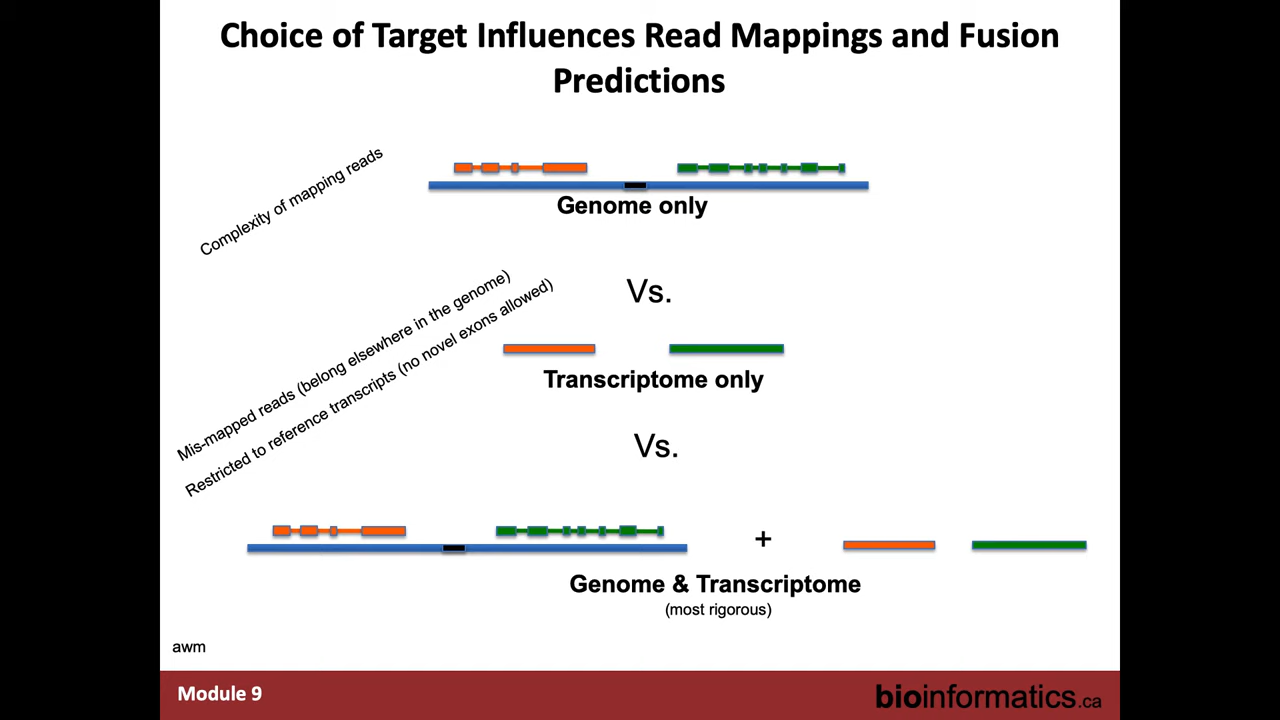 Choice of Target Influences Read Mappings and Fusion
Predictions
Complexity of mapping reads
Genome only
Vs.
Mis-mapped reads (belong elsewhere in the genome)
Restricted to reference transcripts (no novel exons allowed)
Transcriptome only
Vs.
+
Genome & Transcriptome
(most rigorous)
awm
Module 9
bioinformatics.ca